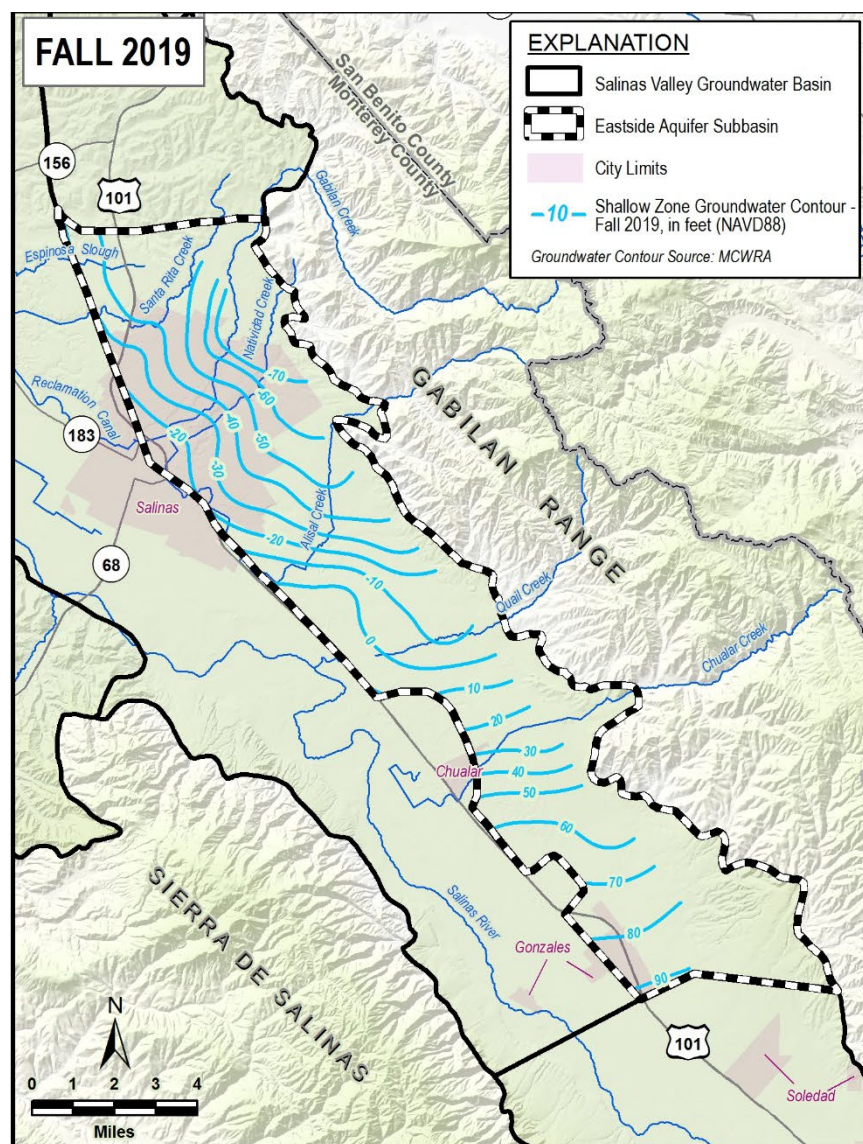 FALL 2019
EXPLANATION
Salinas Valley Groundwater Basin
Eastside Aquifer Subbasin
City Limits
-10
Shallow Zone Groundwater Contour -
Fall 2019, in feet (NAVD88)
Groundwater Contour Source: MCWRA
San Benito County
Monterey County
156
101
Gabilan Creek
Espinosa Slough
Santa Rita Creek
Natividad Creek
Reclamation Canal
-70
-60
-40
-50
-20
-30
183
GABILAN RANGE
Salinas
Alisal Creek
-20
68
-10
Quail Creek
0
Chualar Creek
10
20
30
Chualar
40
50
60
70
SIERRA DE SALINAS
Salinas River
80
Gonzales
90
101
Soledad
N
0 1 2 3 4
Miles